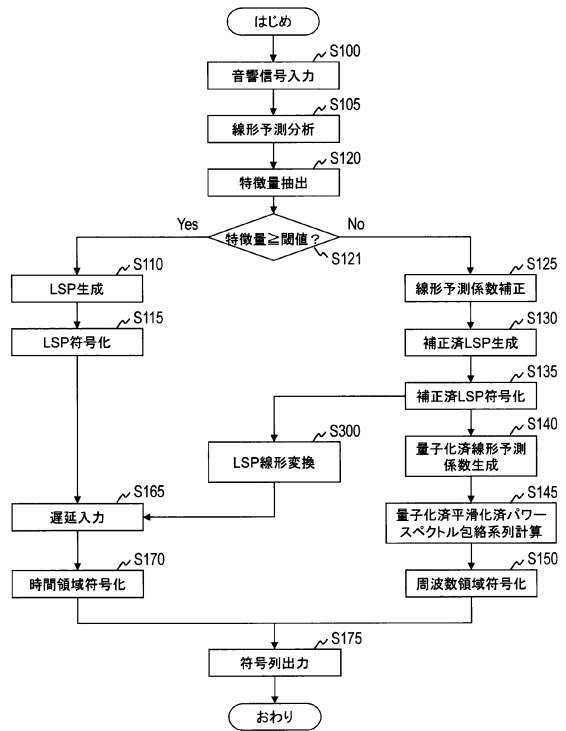 はじめ
S100
音響信号入力
S105
線形予測分析
S120
特徴量抽出
Yes
No
特徴量≧閾値?
S121
S110
LSP生成
S115
LSP符号化
S125
線形予測係数補正
S130
補正済LSP生成
S135
補正済LSP符号化
S300
LSP線形変換
S140
量子化済線形予測
係数生成
S165
遅延入力
S145
量子化済平滑化済パワー
スペクトル包絡系列計算
S170
時間領域符号化
S150
周波数領域符号化
S175
符号列出力
おわり